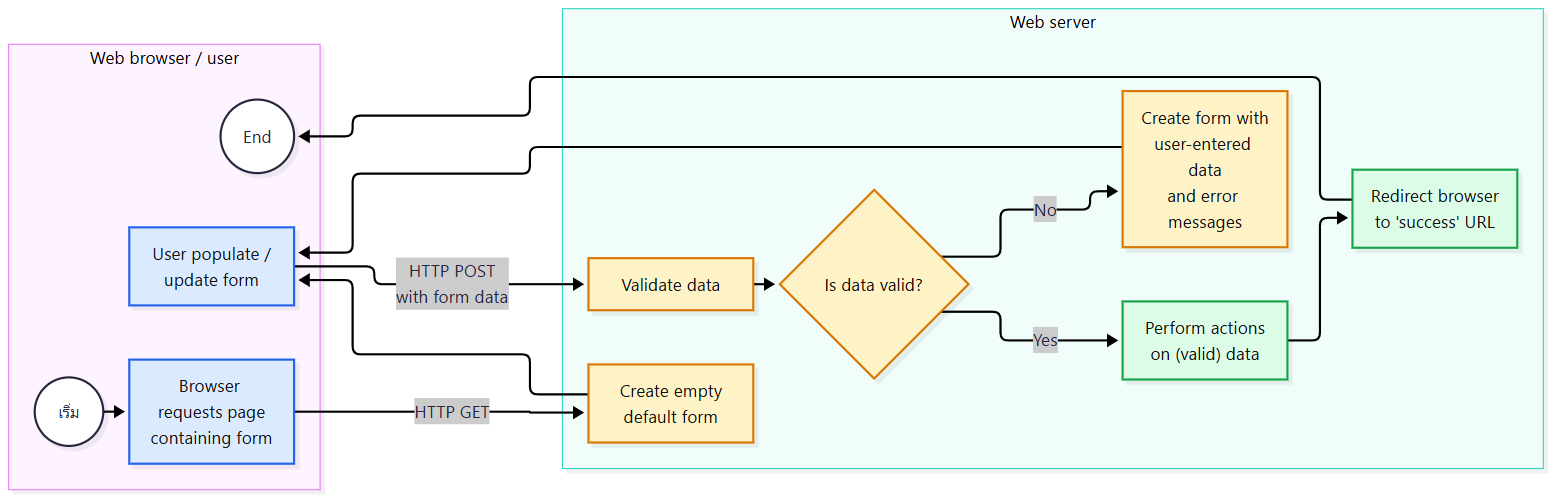 Web browser / user
End
User populate /
update form
เริ่ม
Browser
requests page
containing form
HTTP POST
with form data
HTTP GET
Web server
Validate data
Is data valid?
Create empty
default form
No
Yes
Create form with
user-entered
data
and error
messages
Perform actions
on (valid) data
Redirect browser
to 'success' URL